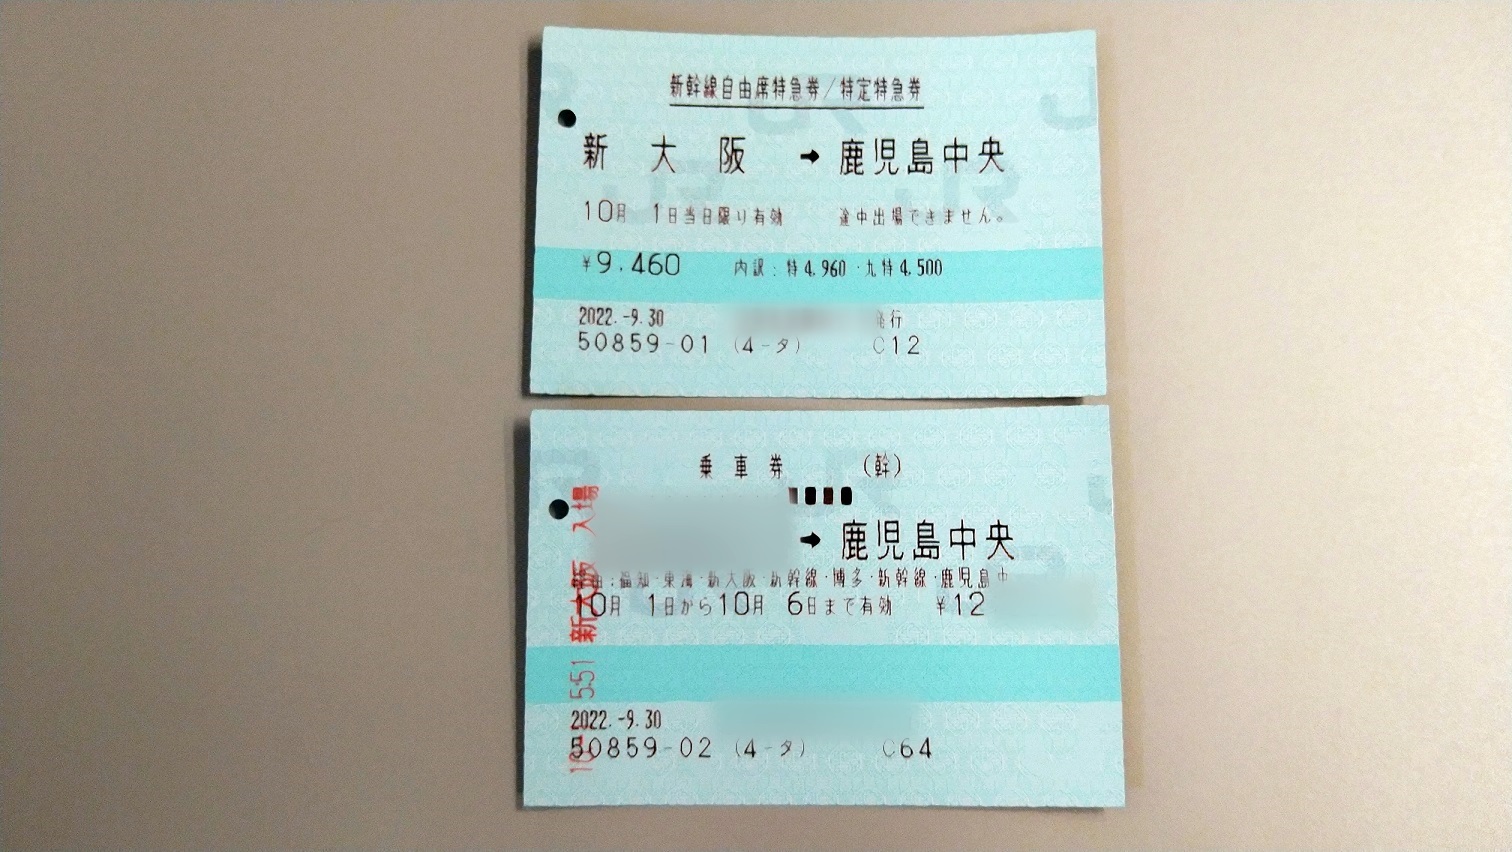 新幹線自由席特急券/特定特急券
新大阪 → 鹿児島中央
10月 1日当日限り有効 途中出場できません。
¥9,460 内訳:特4,960・九特4,500
2022.-9.30 発行
50859-01 (4-タ) C12
乗車券 (幹)
→ 鹿児島中央
経由:福知・東海・新大阪・新幹線・博多・新幹線・鹿児島中
10月 1日から10月 6日まで有効 ¥12
2022.-9.30
50859-02 (4-タ) C64
5:51 新大阪 入場